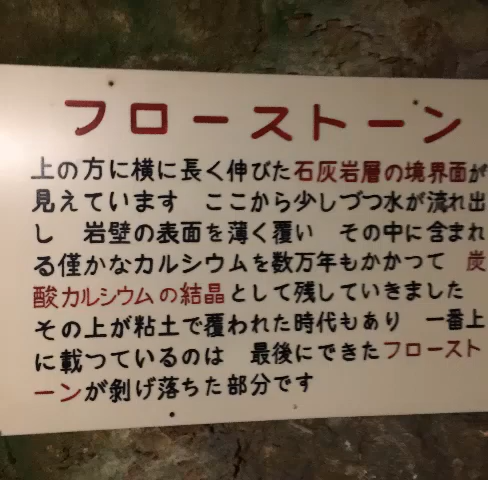 フローストーン
上の方に横に長く伸びた石灰岩層の境界面が
見えています　ここから少しづつ水が流れ出
し　岩壁の表面を薄く覆い　その中に含まれ
る僅かなカルシウムを数万年もかかつて　炭
酸カルシウムの結晶として残していきました
その上が粘土で覆われた時代もあり　一番上
に載つているのは　最後にできたフロースト
ーンが剝げ落ちた部分です